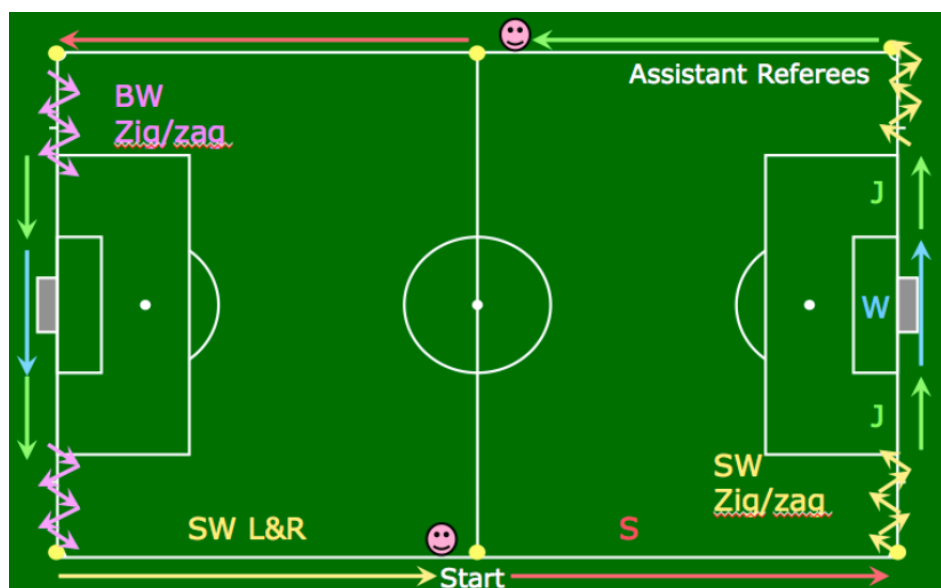 Assistant Referees
BW
Zig/zag
J
W
J
SW
Zig/zag
SW L&R
S
Start